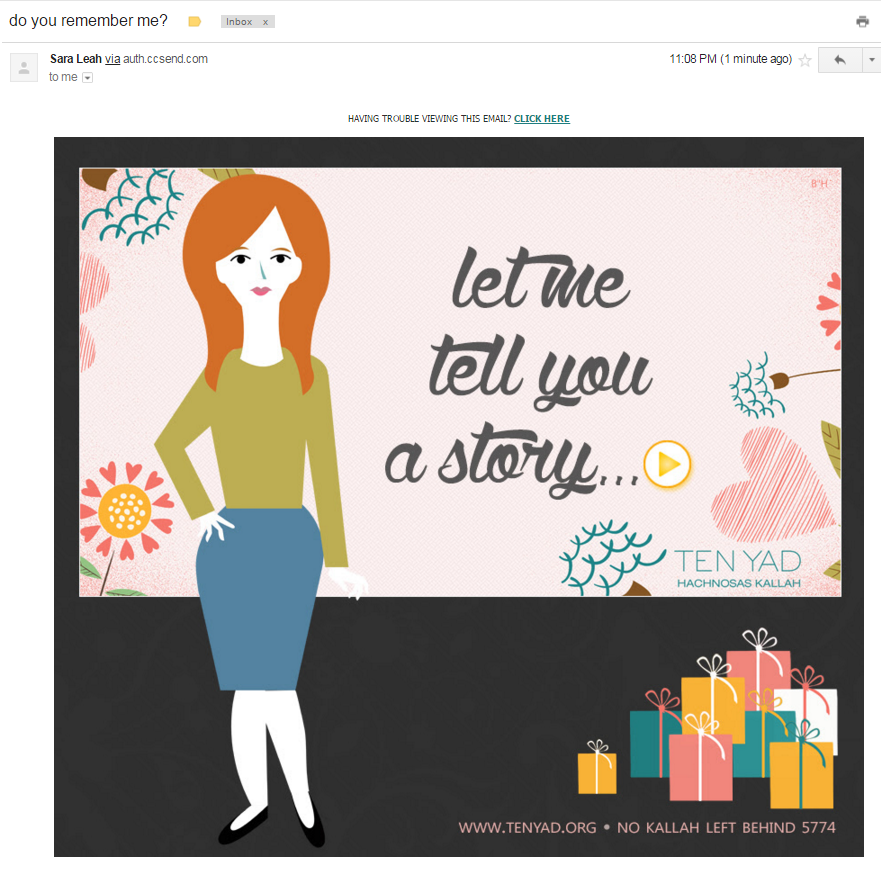 do you remember me?
Inbox x
Sara Leah via auth.ccsend.com
11:08 PM (1 minute ago)
to me
HAVING TROUBLE VIEWING THIS EMAIL? CLICK HERE
B"H
let me
tell you
a story...
TEN YAD
HACHNOSAS KALLAH
WWW.TENYAD.ORG • NO KALLAH LEFT BEHIND 5774